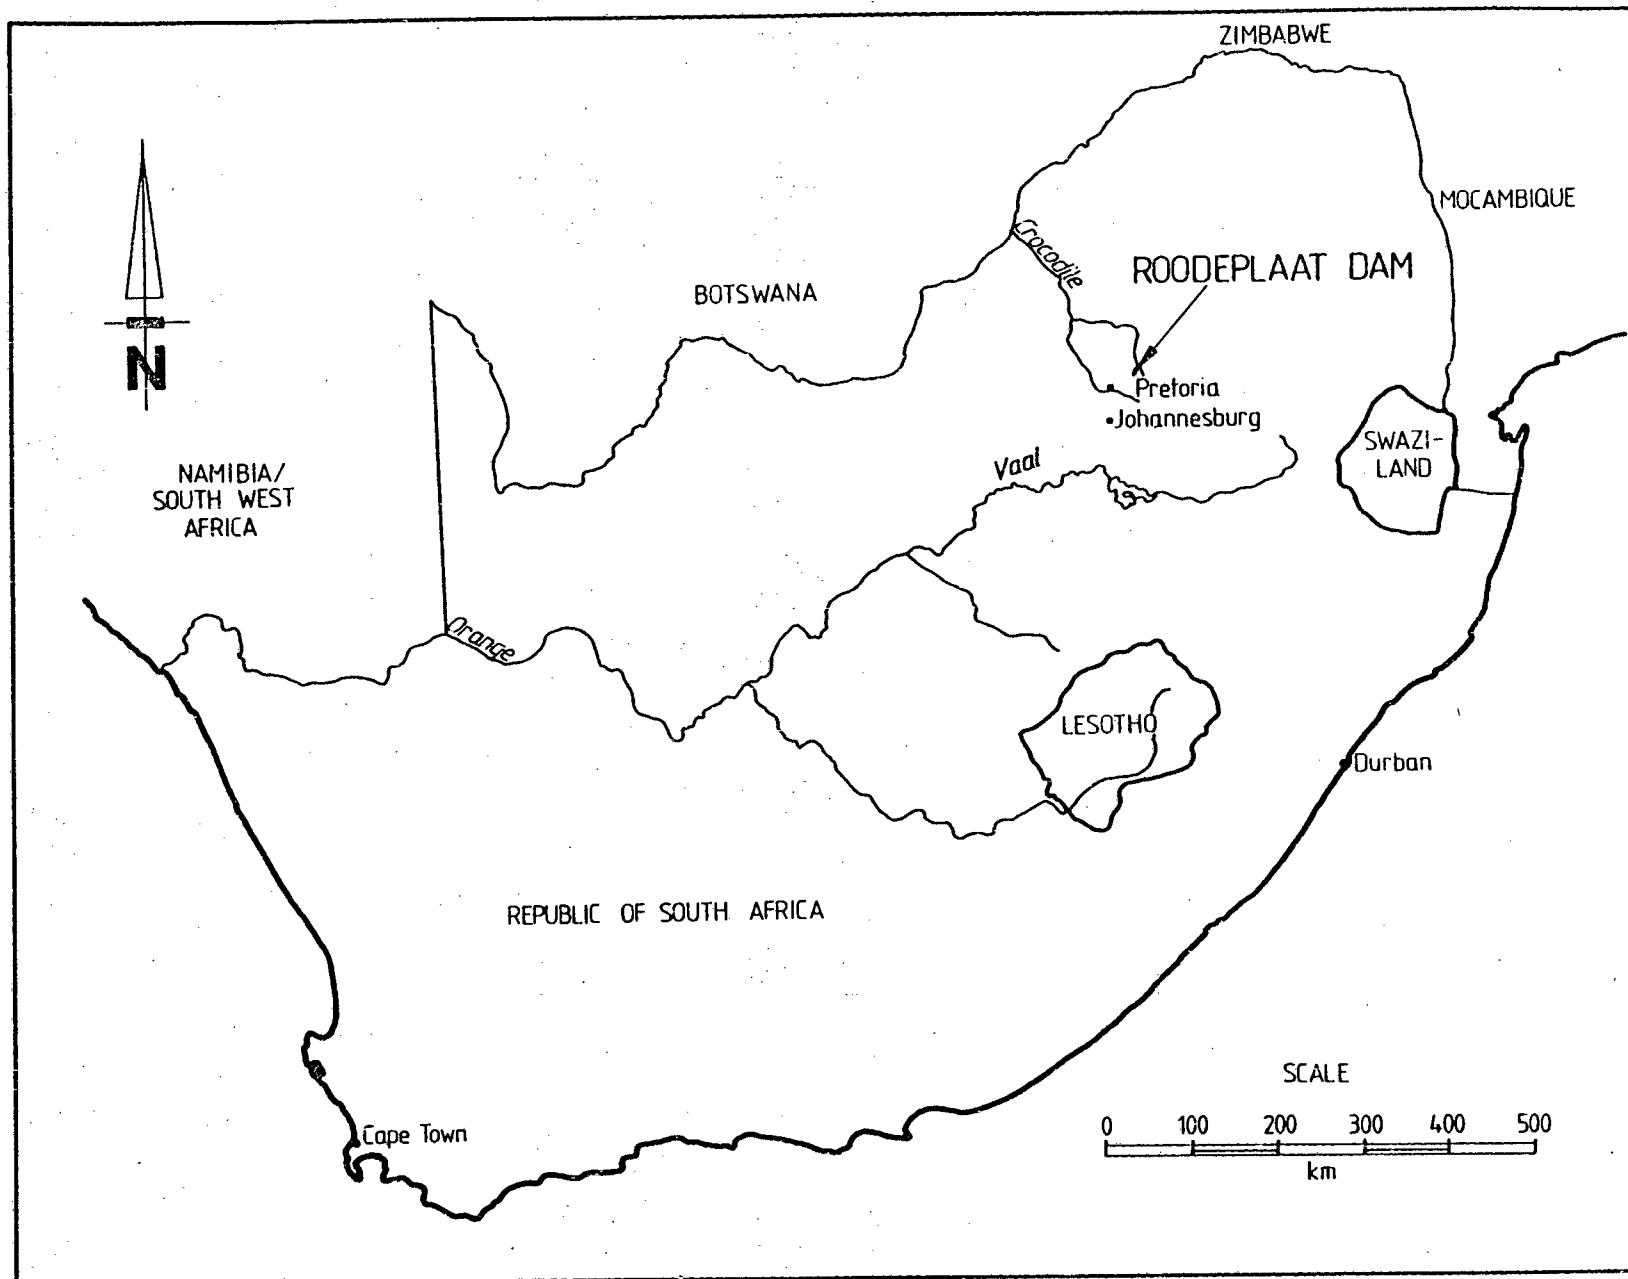 ZIMBABWE
MOCAMBIQUE
Crocodile
ROODEPLAAT DAM
BOTSWANA
N
Pretoria
Johannesburg
SWAZI-
LAND
Vaal
NAMIBIA/
SOUTH WEST
AFRICA
Orange
LESOTHO
Durban
REPUBLIC OF SOUTH AFRICA
SCALE
0 100 200 300 400 500
km
Cape Town